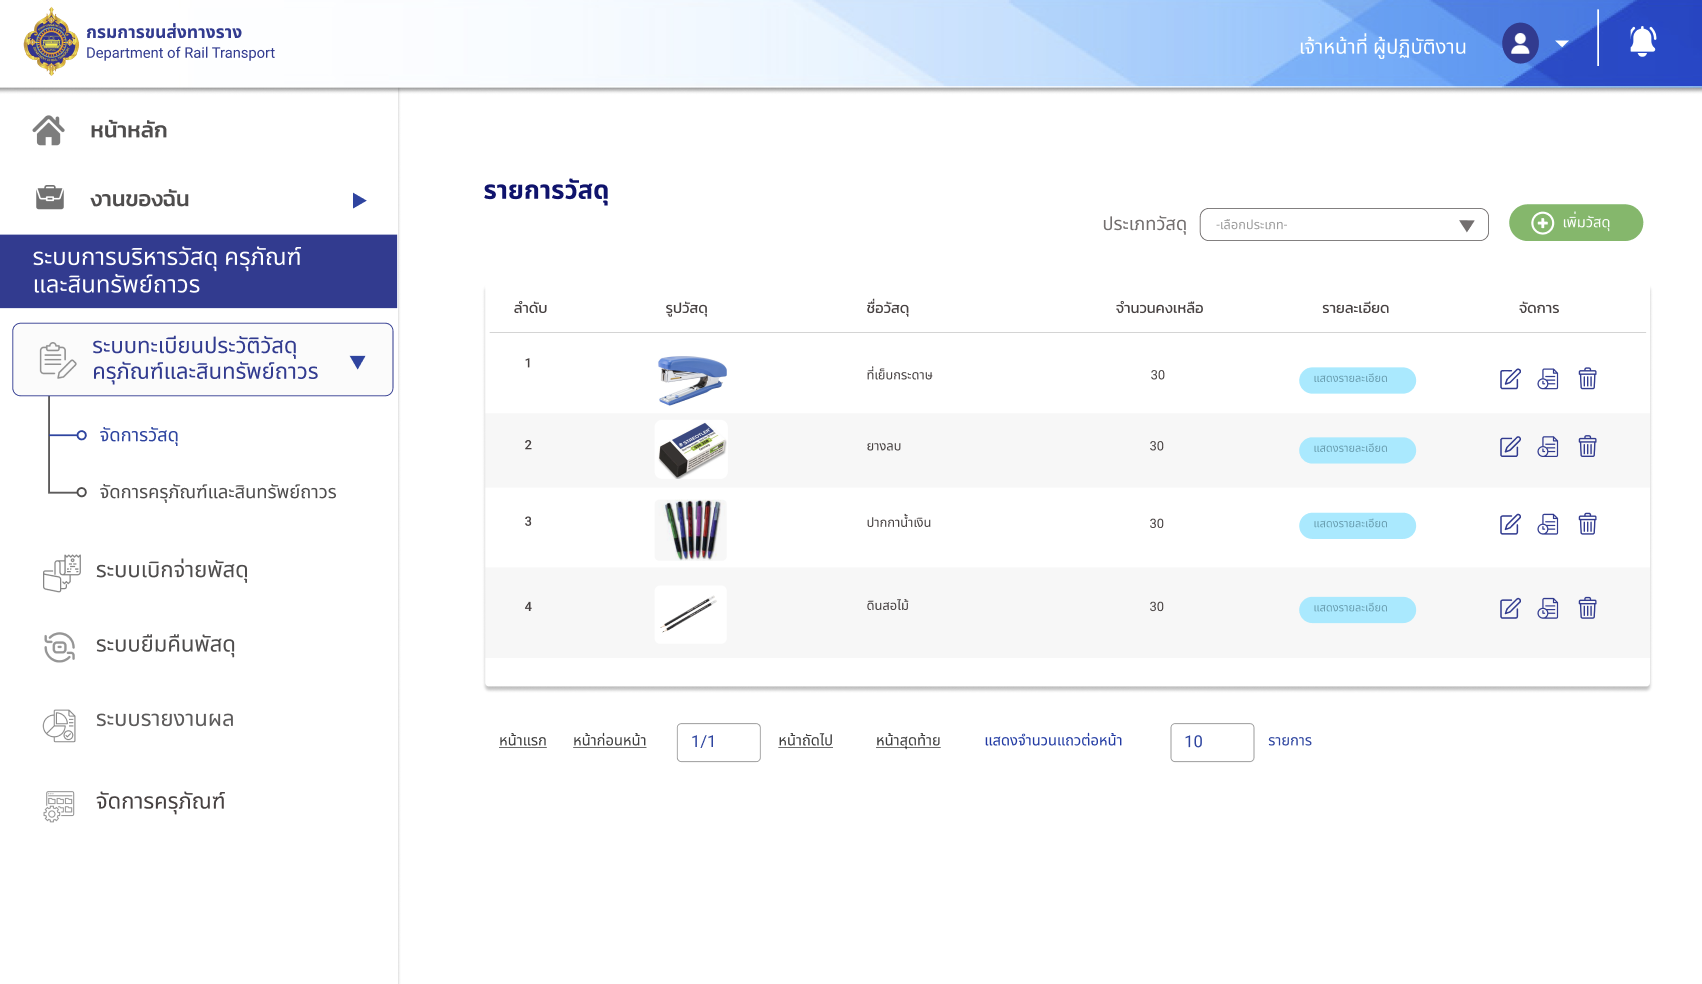 กรมการขนส่งทางราง
Department of Rail Transport
เจ้าหน้าที่ ผู้ปฏิบัติงาน
หน้าหลัก
งานของฉัน
ระบบการบริหารวัสดุ ครุภัณฑ์
และสินทรัพย์ถาวร
ระบบทะเบียนประวัติวัสดุ
ครุภัณฑ์และสินทรัพย์ถาวร
จัดการวัสดุ
จัดการครุภัณฑ์และสินทรัพย์ถาวร
ระบบเบิกจ่ายพัสดุ
ระบบยืมคืนพัสดุ
ระบบรายงานผล
จัดการครุภัณฑ์
รายการวัสดุ
ประเภทวัสดุ -เลือกประเภท- เพิ่มวัสดุ
ลำดับ รูปวัสดุ ชื่อวัสดุ จำนวนคงเหลือ รายละเอียด จัดการ
1 ที่เย็บกระดาษ 30 แสดงรายละเอียด
2 STAEDTLER ยางลบ 30 แสดงรายละเอียด
3 ปากกาน้ำเงิน 30 แสดงรายละเอียด
4 ดินสอไม้ 30 แสดงรายละเอียด
หน้าแรก หน้าก่อนหน้า 1/1 หน้าถัดไป หน้าสุดท้าย แสดงจำนวนแถวต่อหน้า 10 รายการ